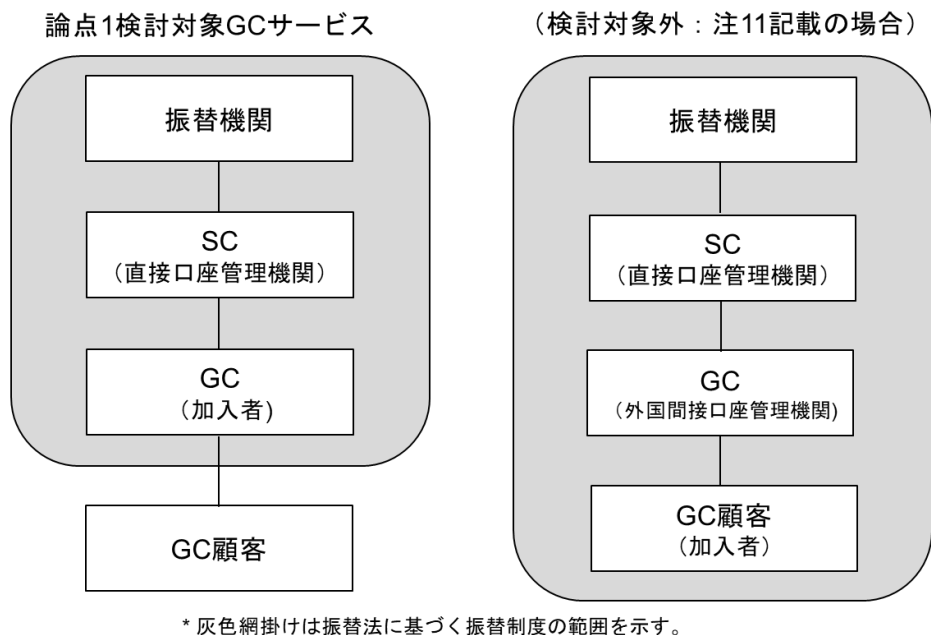 論点1検討対象GCサービス
振替機関
SC
（直接口座管理機関）
GC
（加入者)
GC顧客
（検討対象外：注11記載の場合）
振替機関
SC
（直接口座管理機関）
GC
（外国間接口座管理機関)
GC顧客
（加入者）
* 灰色網掛けは振替法に基づく振替制度の範囲を示す。